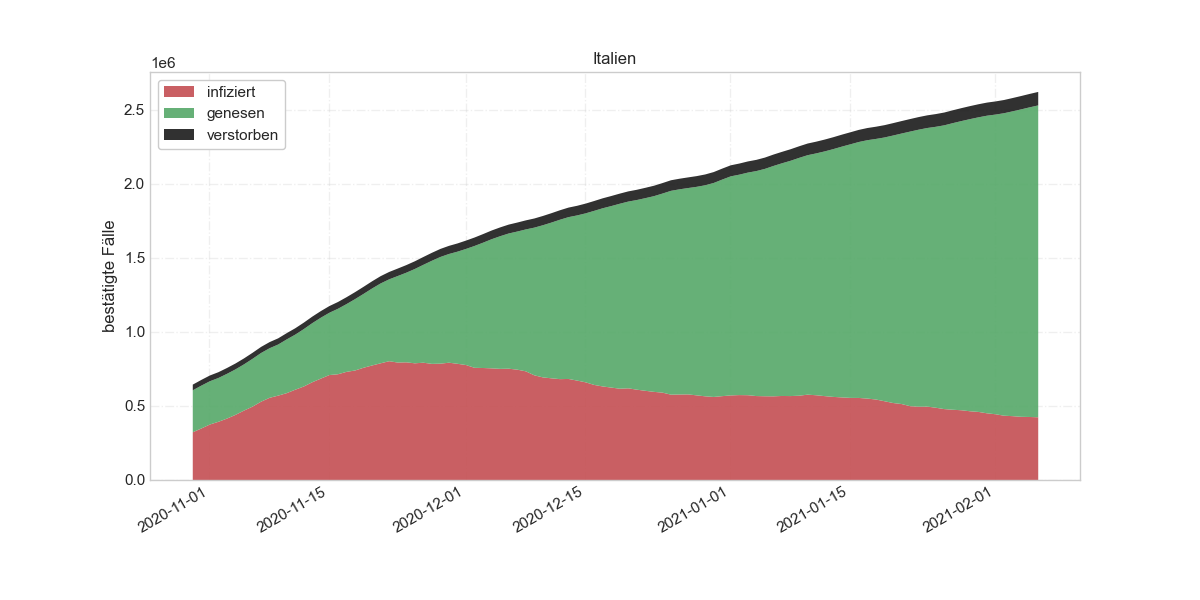 Italien
1e6
infiziert
genesen
verstorben
bestätigte Fälle
2.5
2.0
1.5
1.0
0.5
0.0
2020-11-01
2020-11-15
2020-12-01
2020-12-15
2021-01-01
2021-01-15
2021-02-01